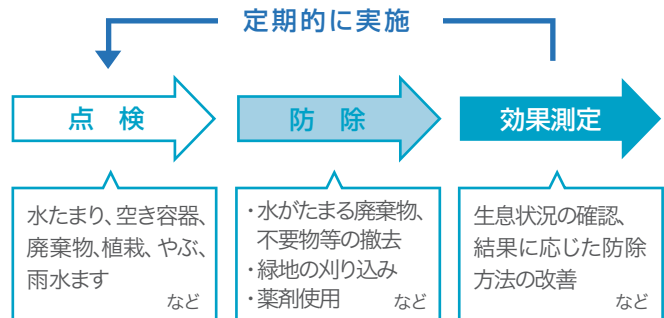 定期的に実施
点　検
防　除
効果測定
水たまり、空き容器、
廃棄物、植栽、やぶ、
雨水ます
など
・水がたまる廃棄物、
不要物等の撤去
・緑地の刈り込み
・薬剤使用　　など
生息状況の確認、
結果に応じた防除
方法の改善
など